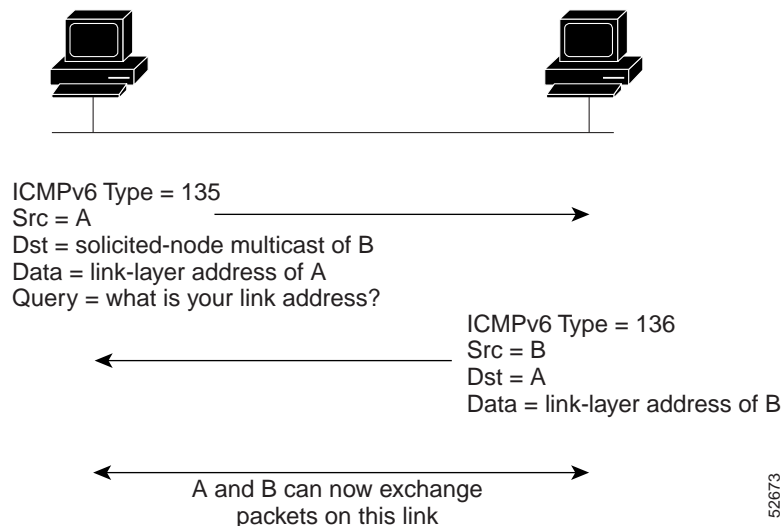 ICMPv6 Type = 135
Src = A
Dst = solicited-node multicast of B
Data = link-layer address of A
Query = what is your link address?
ICMPv6 Type = 136
Src = B
Dst = A
Data = link-layer address of B
A and B can now exchange
packets on this link
52673